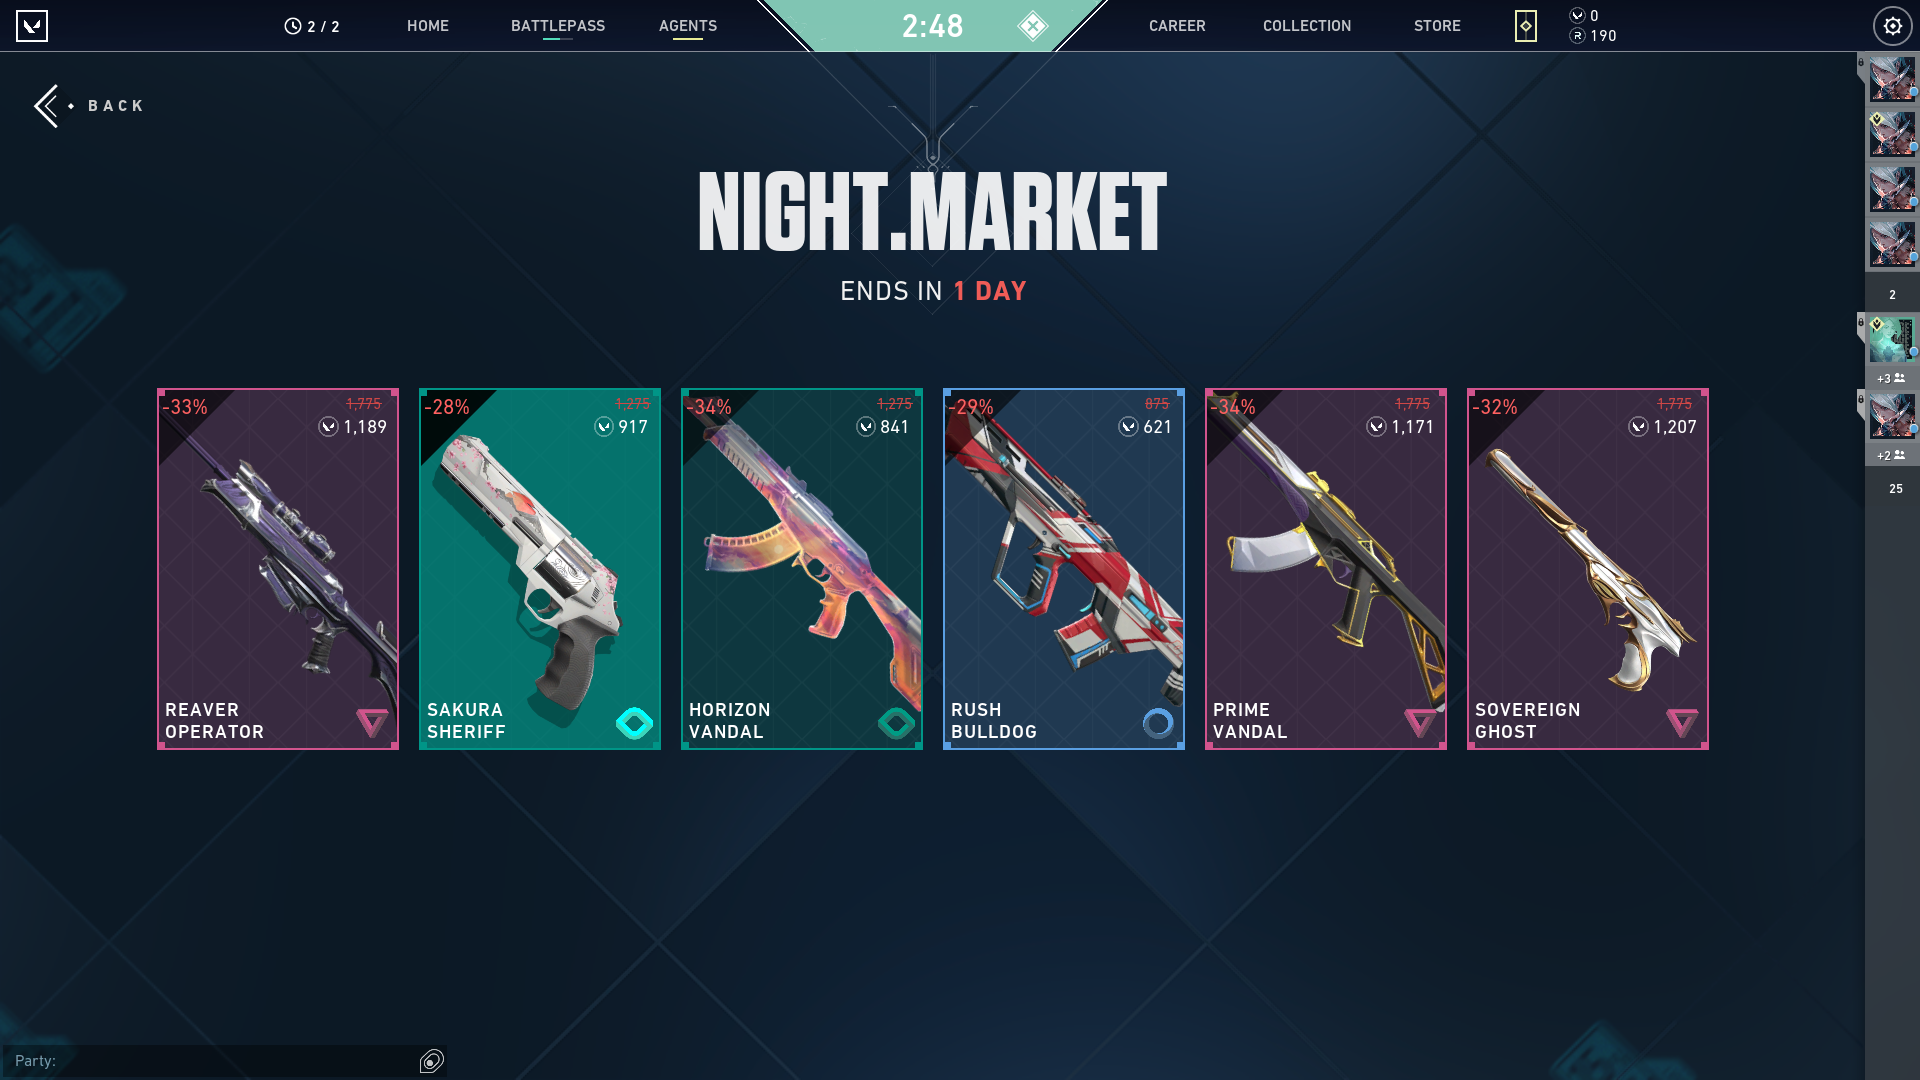 2 / 2
HOME
BATTLEPASS
AGENTS
2:48
CAREER
COLLECTION
STORE
0
R 190
BACK
NIGHT.MARKET
ENDS IN 1 DAY
-33%
1,775
1,189
REAVER
OPERATOR
-28%
1,275
917
SAKURA
SHERIFF
-34%
1,275
841
HORIZON
VANDAL
-29%
875
621
RUSH
BULLDOG
-34%
1,775
1,171
PRIME
VANDAL
-32%
1,775
1,207
SOVEREIGN
GHOST
2
+3
+2
25
Party: